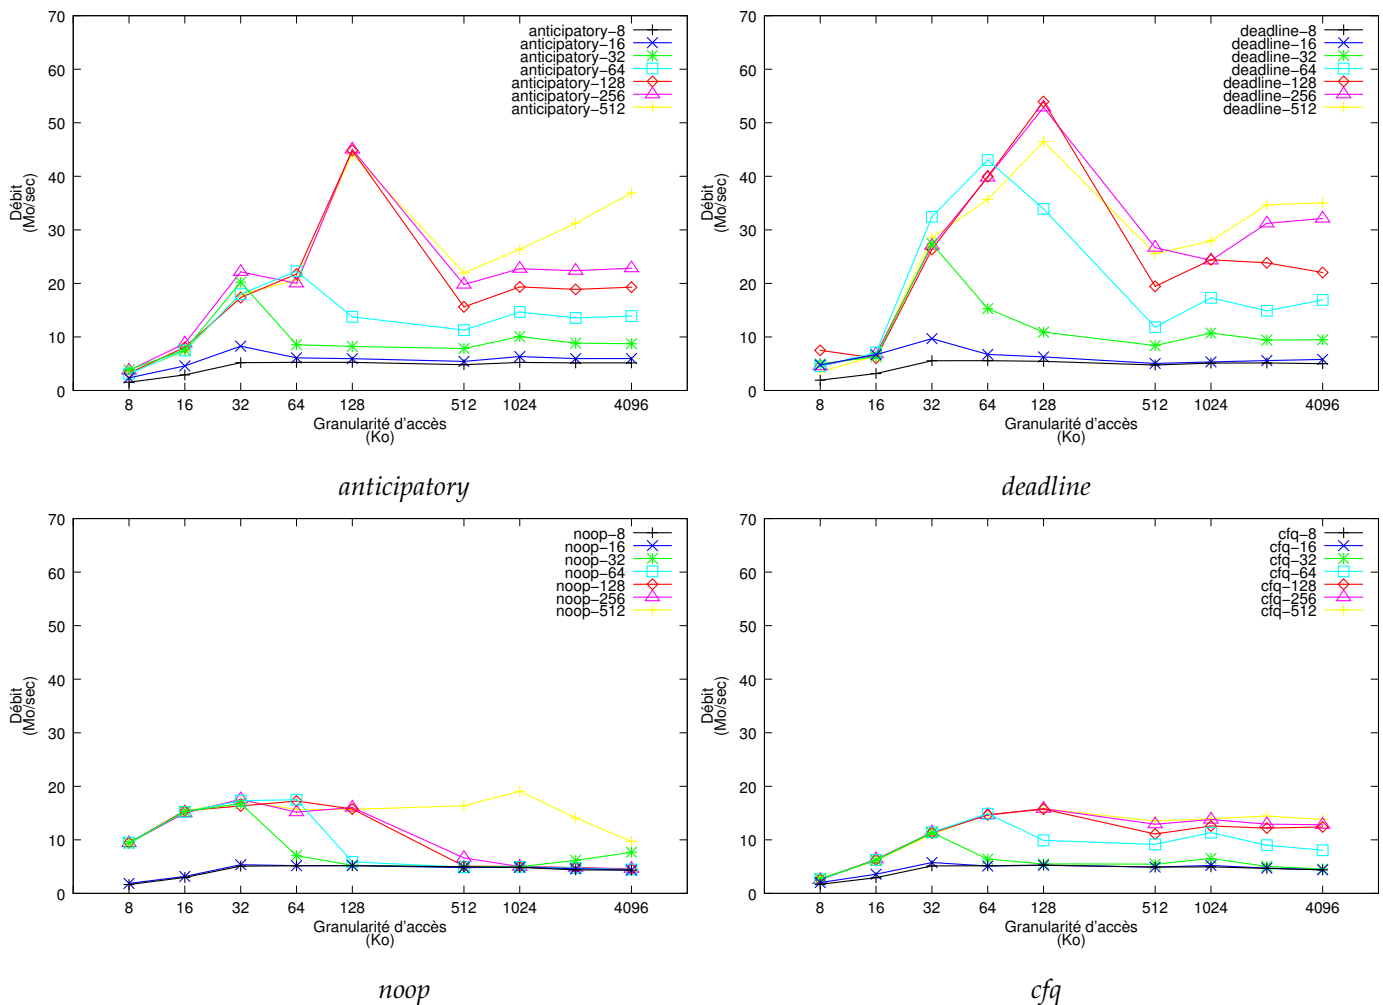 70
60
50
40
30
20
10
0
8 16 32 64 128 512 1024 4096
Débit
(Mo/sec)
Granularité d'accès
(Ko)
anticipatory−8
anticipatory−16
anticipatory−32
anticipatory−64
anticipatory−128
anticipatory−256
anticipatory−512
anticipatory
70
60
50
40
30
20
10
0
8 16 32 64 128 512 1024 4096
Débit
(Mo/sec)
Granularité d'accès
(Ko)
deadline−8
deadline−16
deadline−32
deadline−64
deadline−128
deadline−256
deadline−512
deadline
70
60
50
40
30
20
10
0
8 16 32 64 128 512 1024 4096
Débit
(Mo/sec)
Granularité d'accès
(Ko)
noop−8
noop−16
noop−32
noop−64
noop−128
noop−256
noop−512
noop
70
60
50
40
30
20
10
0
8 16 32 64 128 512 1024 4096
Débit
(Mo/sec)
Granularité d'accès
(Ko)
cfq−8
cfq−16
cfq−32
cfq−64
cfq−128
cfq−256
cfq−512
cfq